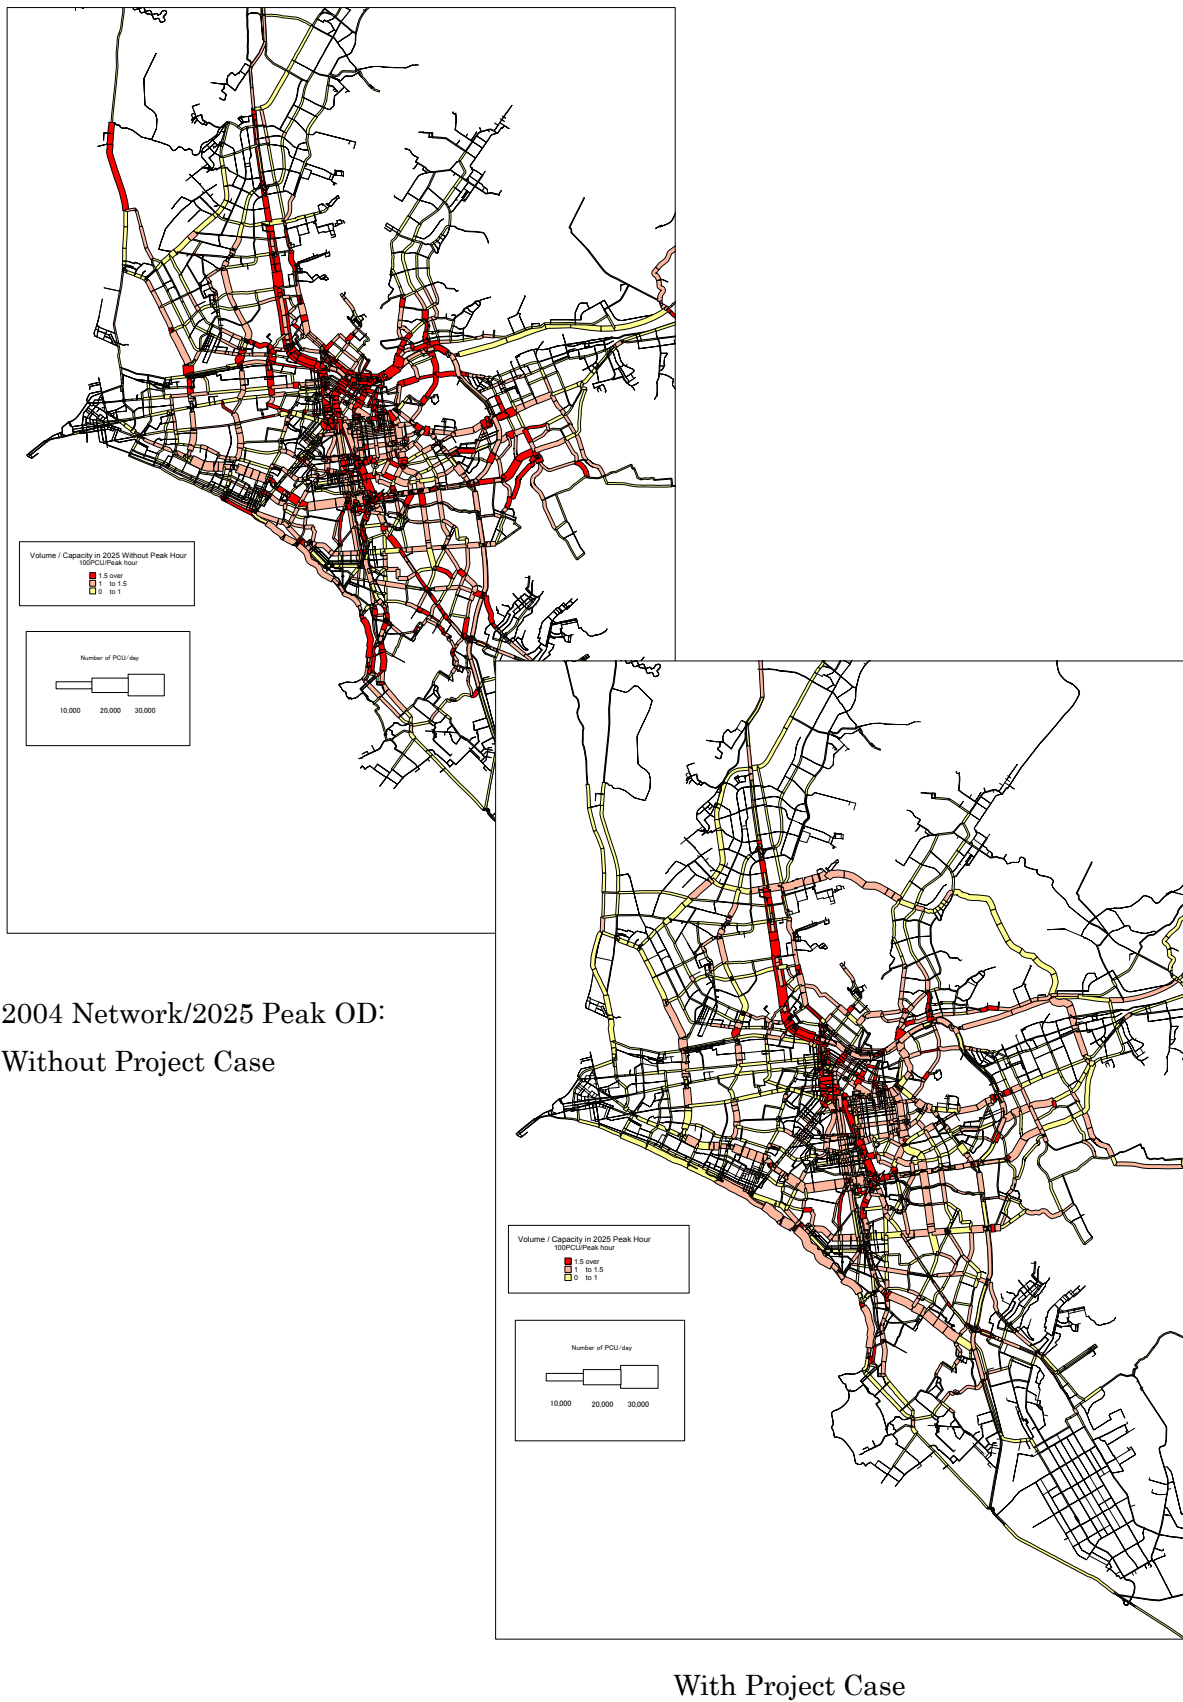 Volume / Capacity in 2025 Without Peak Hour
100PCU/Peak hour
1.5 over
1 to 1.5
0 to 1
Number of PCU/day
10,000 20,000 30,000
2004 Network/2025 Peak OD:
Without Project Case
Volume / Capacity in 2025 Peak Hour
100PCU/Peak hour
1.5 over
1 to 1.5
0 to 1
Number of PCU/day
10,000 20,000 30,000
With Project Case